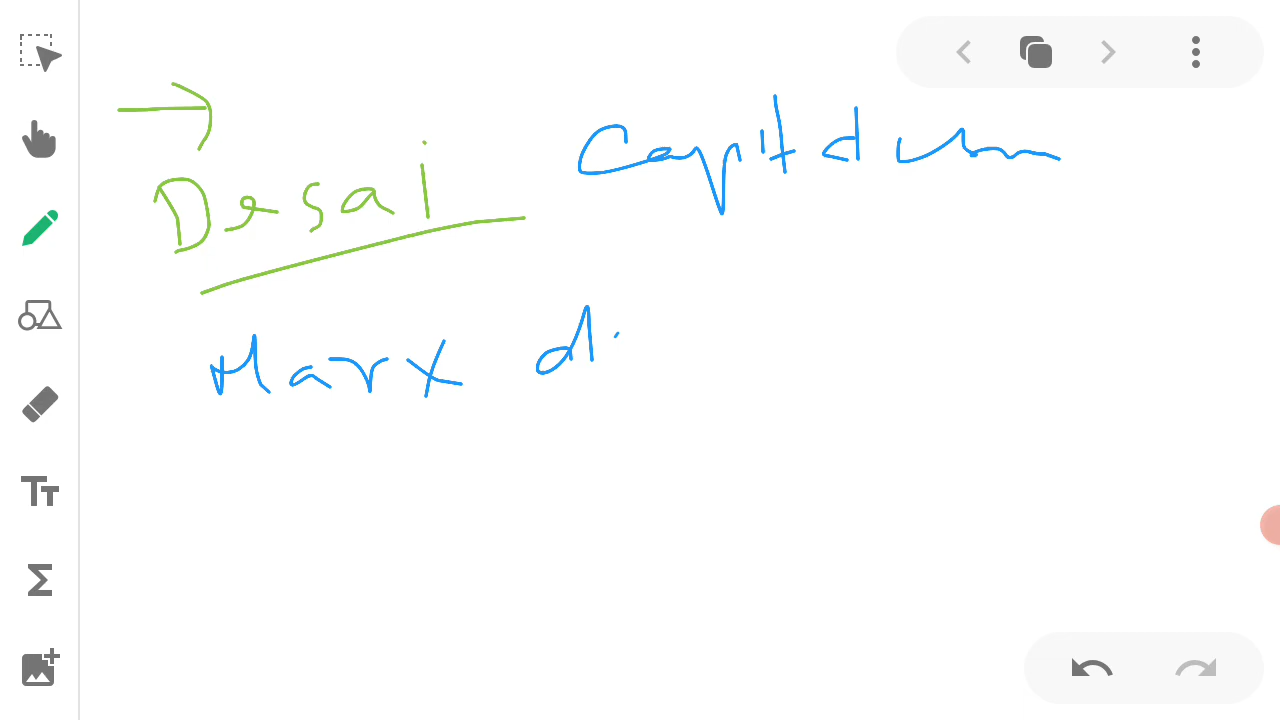 → Desai
Capitalism
Marx di